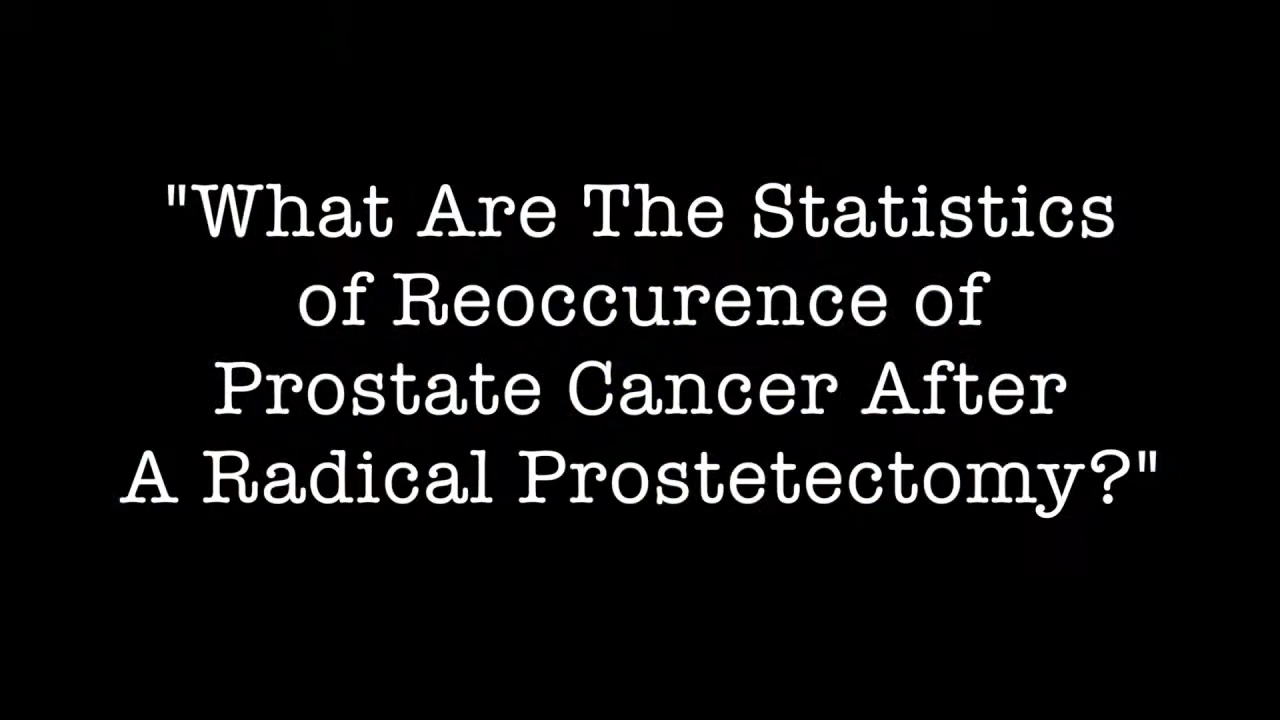 "What Are The Statistics
of Reoccurence of
Prostate Cancer After
A Radical Prostetectomy?"